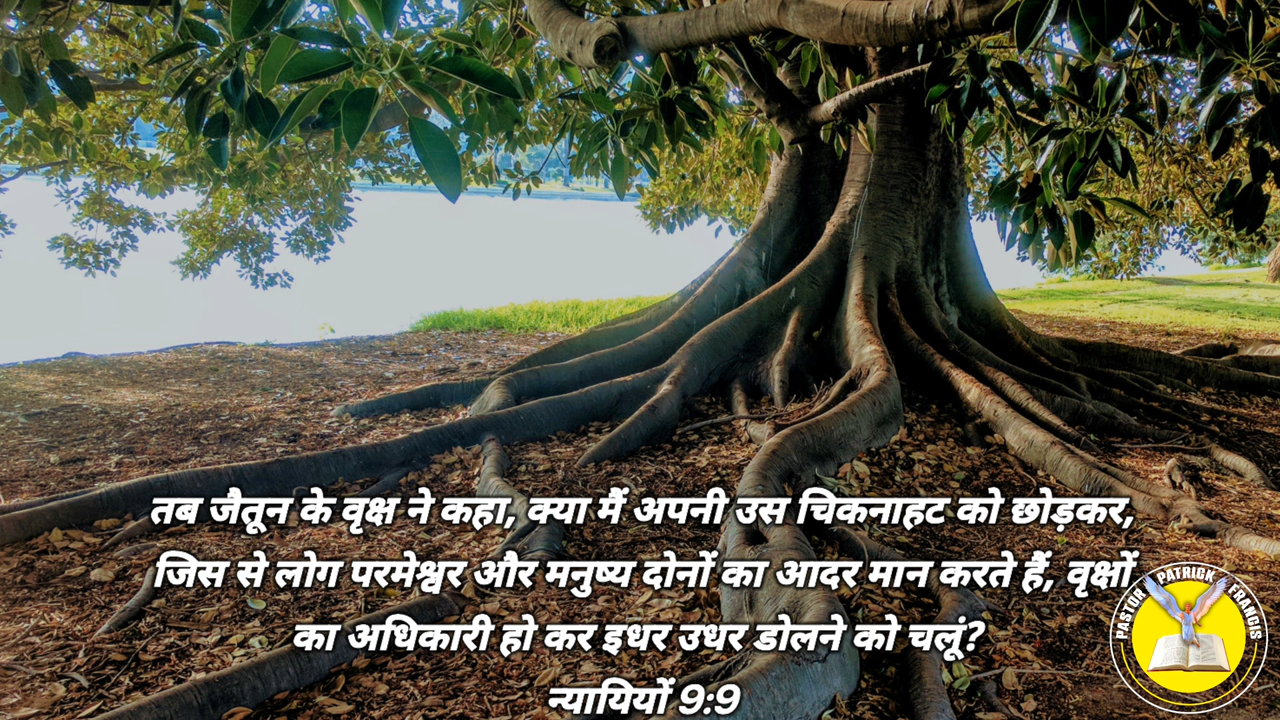 तब जैतून के वृक्ष ने कहा, क्या मैं अपनी उस चिकनाहट को छोड़कर,
जिस से लोग परमेश्वर और मनुष्य दोनों का आदर मान करते हैं, वृक्षों
का अधिकारी हो कर इधर उधर डोलने को चलूं?
न्यायियों 9:9
PASTOR PATRICK FRANCIS